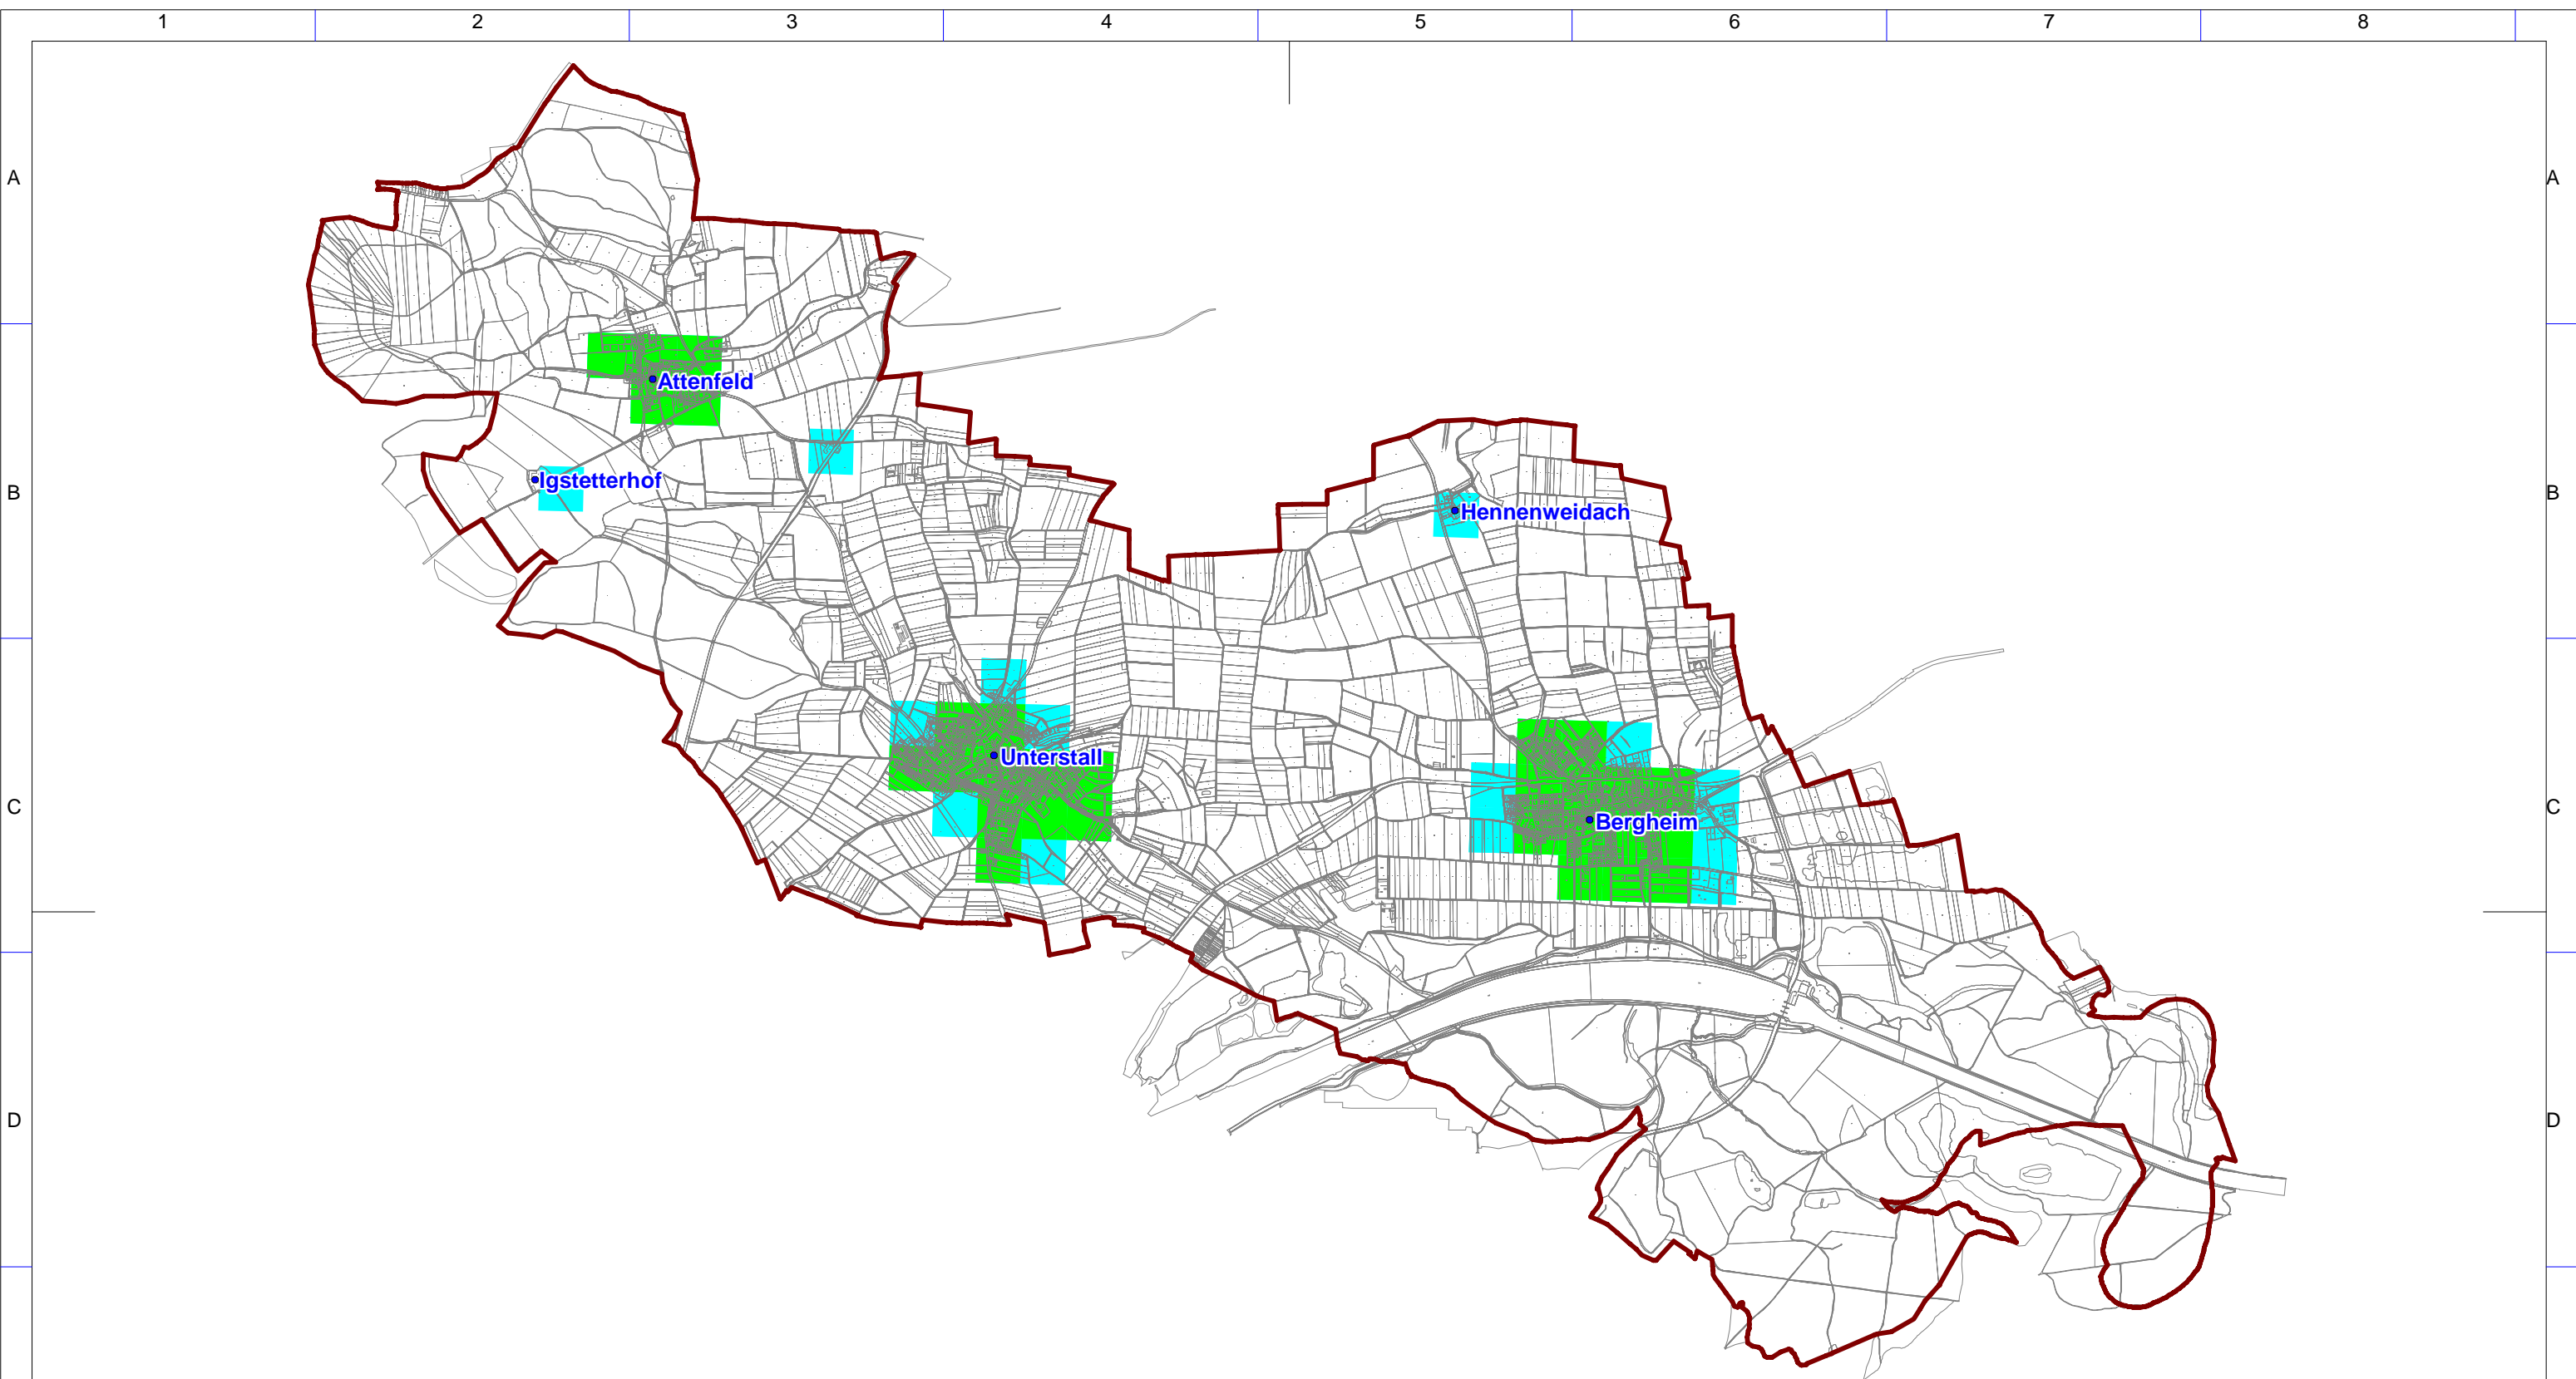 1 2 3 4 5 6 7 8
A A
Attenfeld
Igstetterhof
B B
Hennenweidach
Unterstall
C C
Bergheim
D D